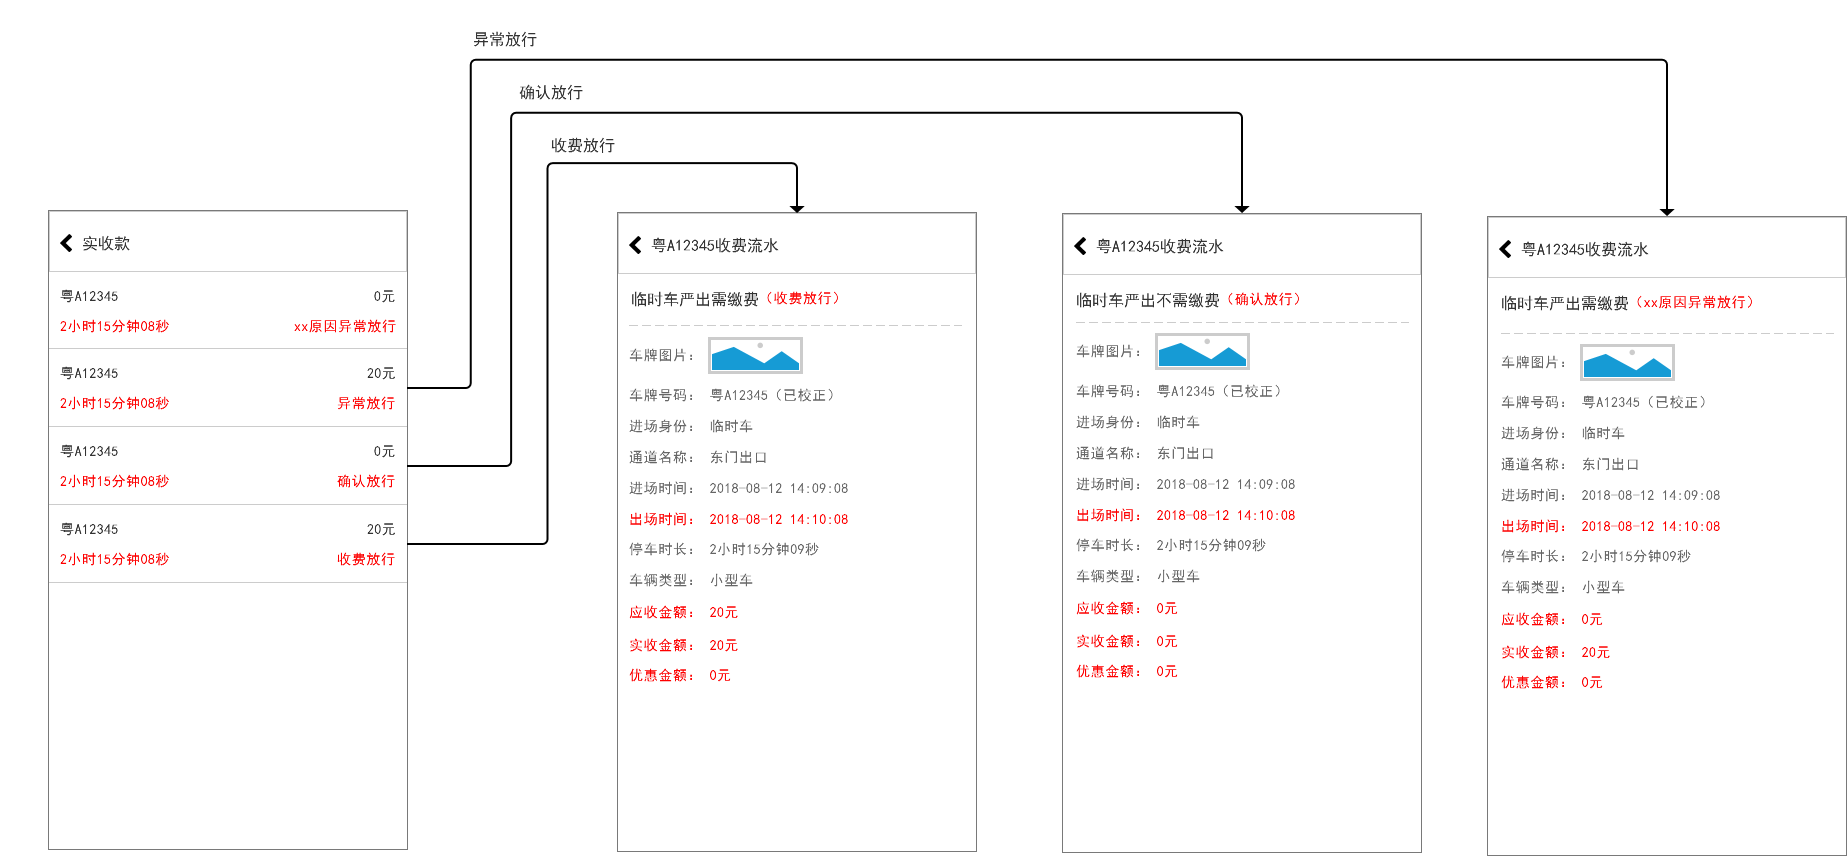 异常放行
确认放行
收费放行
实收款
粤A12345 0元
2小时15分钟08秒 xx原因异常放行
粤A12345 20元
2小时15分钟08秒 异常放行
粤A12345 0元
2小时15分钟08秒 确认放行
粤A12345 20元
2小时15分钟08秒 收费放行
粤A12345收费流水
临时车严出需缴费（收费放行）
车牌图片：
车牌号码： 粤A12345（已校正）
进场身份： 临时车
通道名称： 东门出口
进场时间： 2018-08-12 14:09:08
出场时间： 2018-08-12 14:10:08
停车时长： 2小时15分钟09秒
车辆类型： 小型车
应收金额： 20元
实收金额： 20元
优惠金额： 0元
粤A12345收费流水
临时车严出不需缴费（确认放行）
车牌图片：
车牌号码： 粤A12345（已校正）
进场身份： 临时车
通道名称： 东门出口
进场时间： 2018-08-12 14:09:08
出场时间： 2018-08-12 14:10:08
停车时长： 2小时15分钟09秒
车辆类型： 小型车
应收金额： 0元
实收金额： 0元
优惠金额： 0元
粤A12345收费流水
临时车严出需缴费（xx原因异常放行）
车牌图片：
车牌号码： 粤A12345（已校正）
进场身份： 临时车
通道名称： 东门出口
进场时间： 2018-08-12 14:09:08
出场时间： 2018-08-12 14:10:08
停车时长： 2小时15分钟09秒
车辆类型： 小型车
应收金额： 0元
实收金额： 20元
优惠金额： 0元